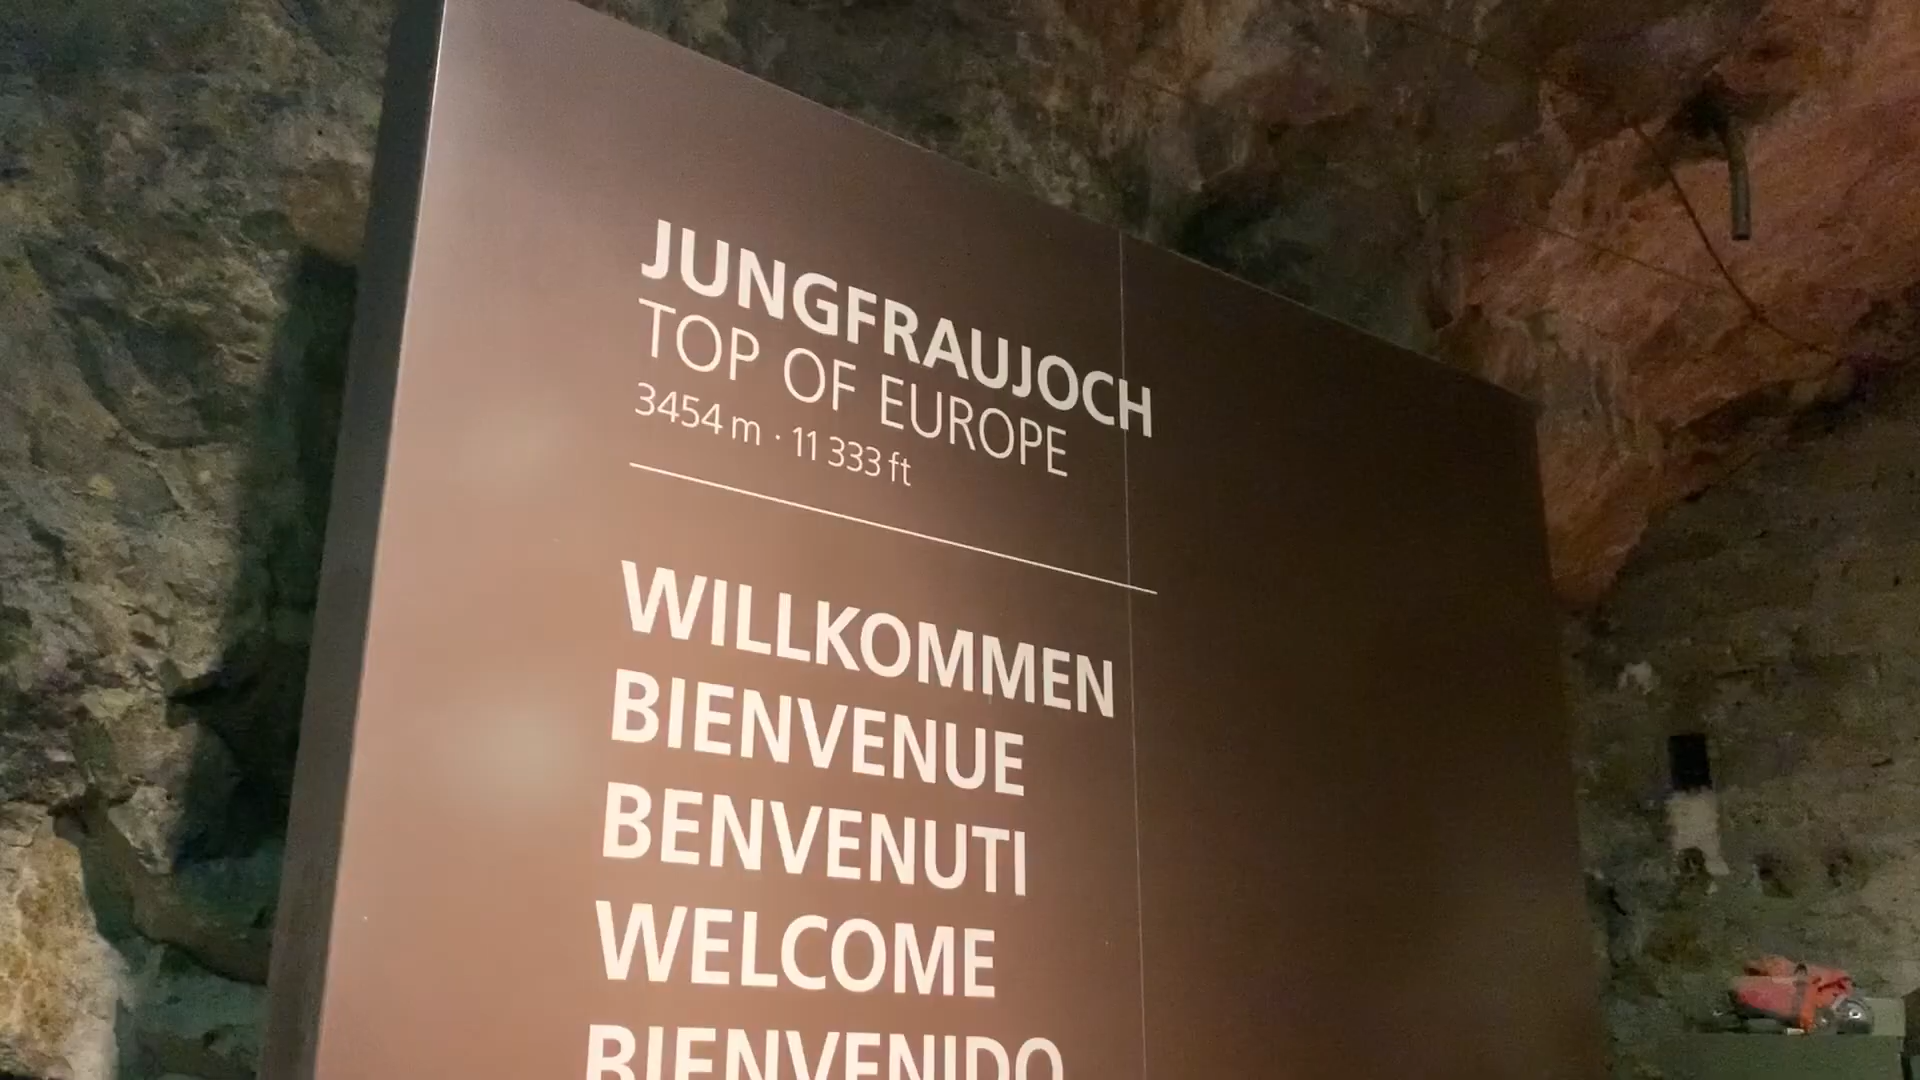 JUNGFRAUJOCH
TOP OF EUROPE
3454 m · 11 333 ft
WILLKOMMEN
BIENVENUE
BENVENUTI
WELCOME
BIENVENIDO